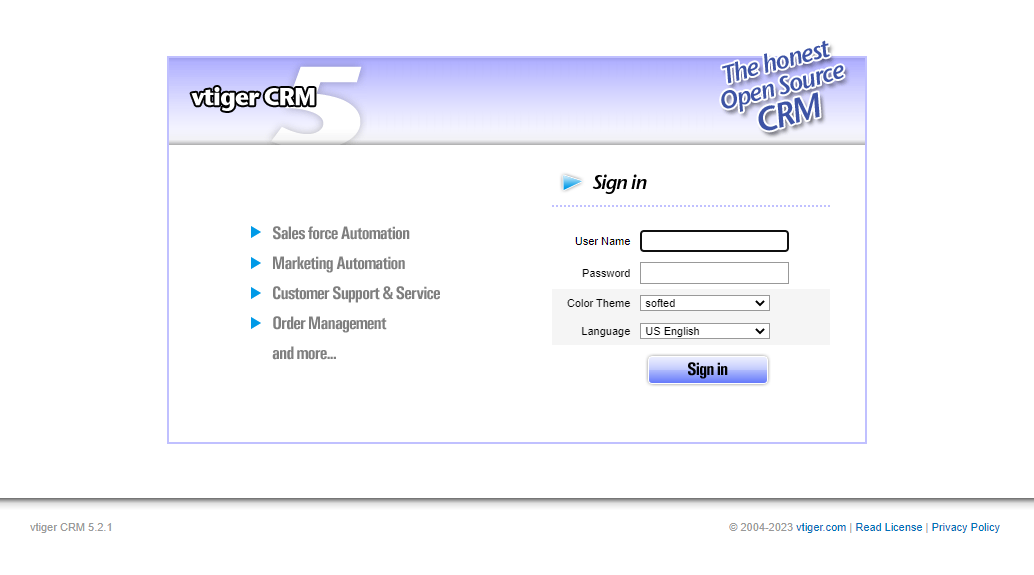 vtiger CRM 5
The honest
Open Source
CRM
Sign in
Sales force Automation
Marketing Automation
Customer Support & Service
Order Management
and more...
User Name
Password
Color Theme softed
Language US English
Sign in
vtiger CRM 5.2.1
© 2004-2023 vtiger.com | Read License | Privacy Policy